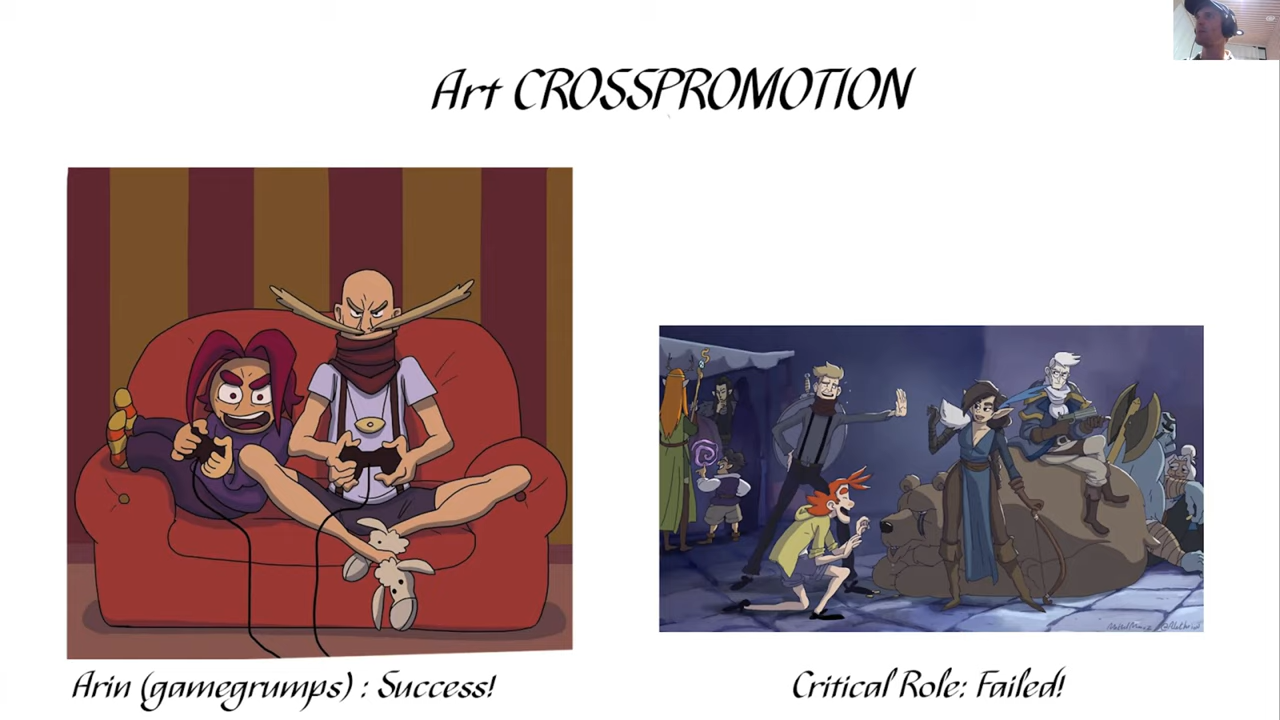 Art CROSSPROMOTION
Arin (gamegrumps) : Success!
Critical Role: Failed!